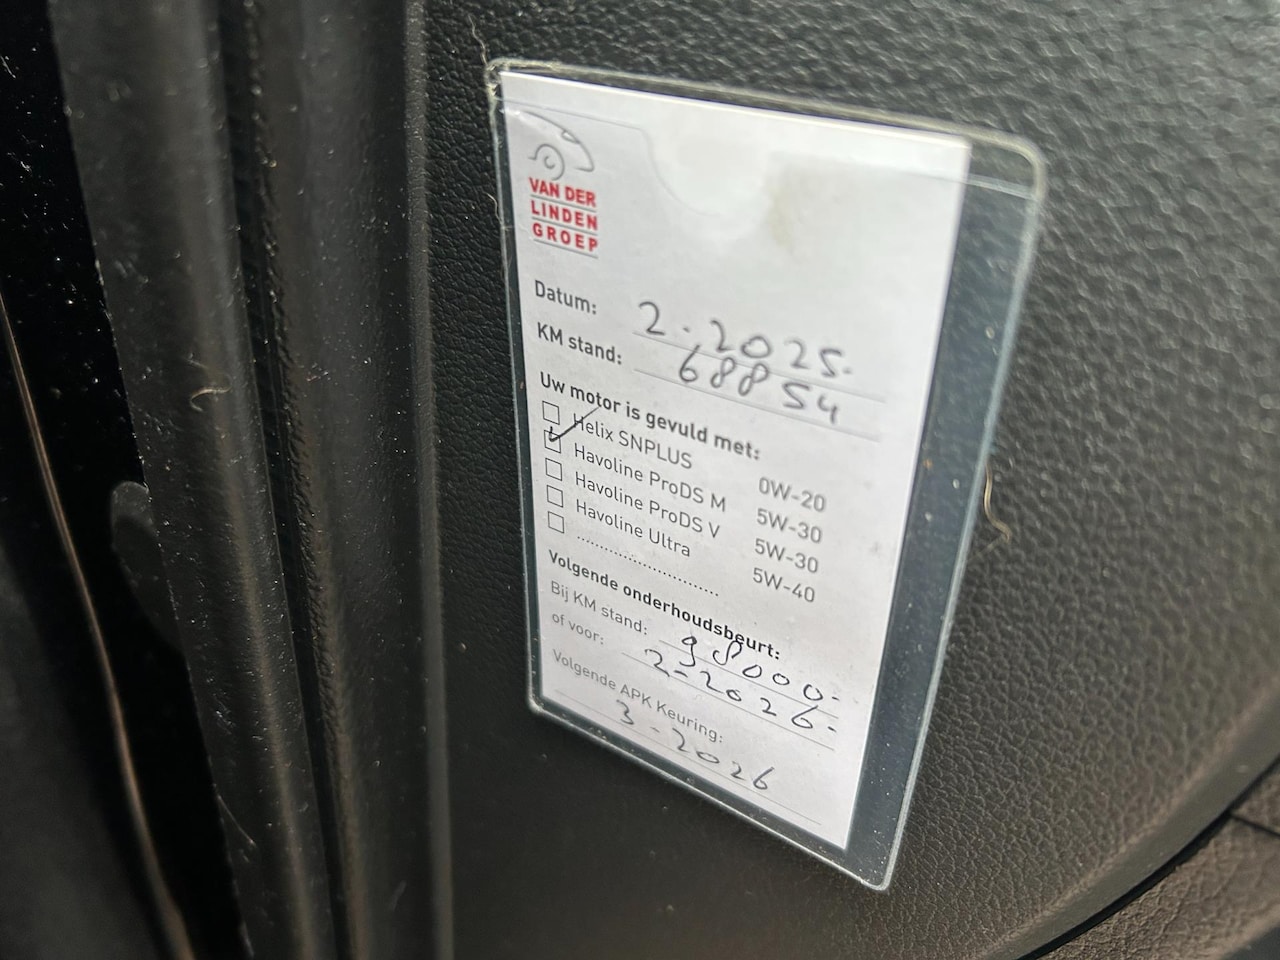 VAN DER
LINDEN
GROEP
Datum: 2-2025.
KM stand: 68854
Uw motor is gevuld met:
Helix SNPLUS 0W-20
Havoline ProDS M 5W-30
Havoline ProDS V 5W-30
Havoline Ultra 5W-40
........................
Volgende onderhoudsbeurt:
Bij KM stand: 98000-
of voor: 2-2026-
Volgende APK Keuring:
3-2026